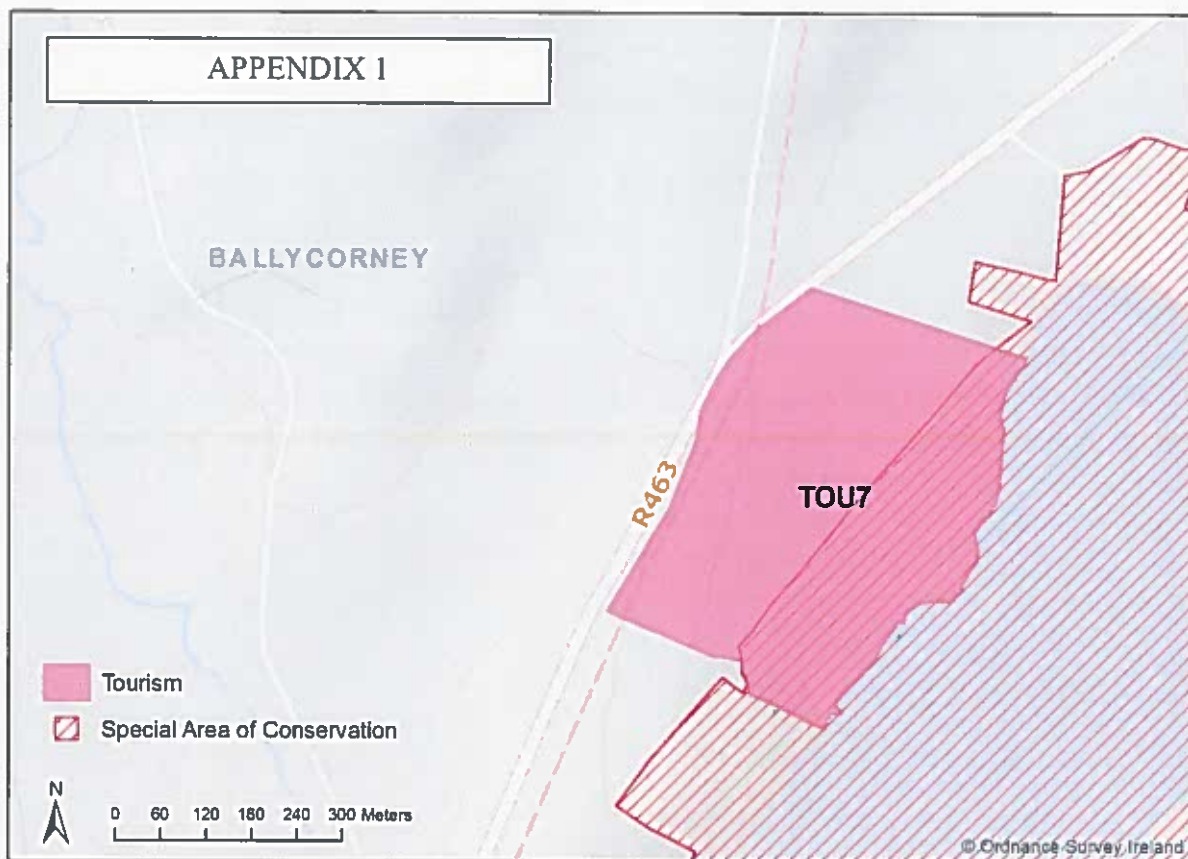 APPENDIX 1
BALLYCORNEY
R463
TOU7
Tourism
Special Area of Conservation
N
0 60 120 180 240 300 Meters
© Ordnance Survey Ireland